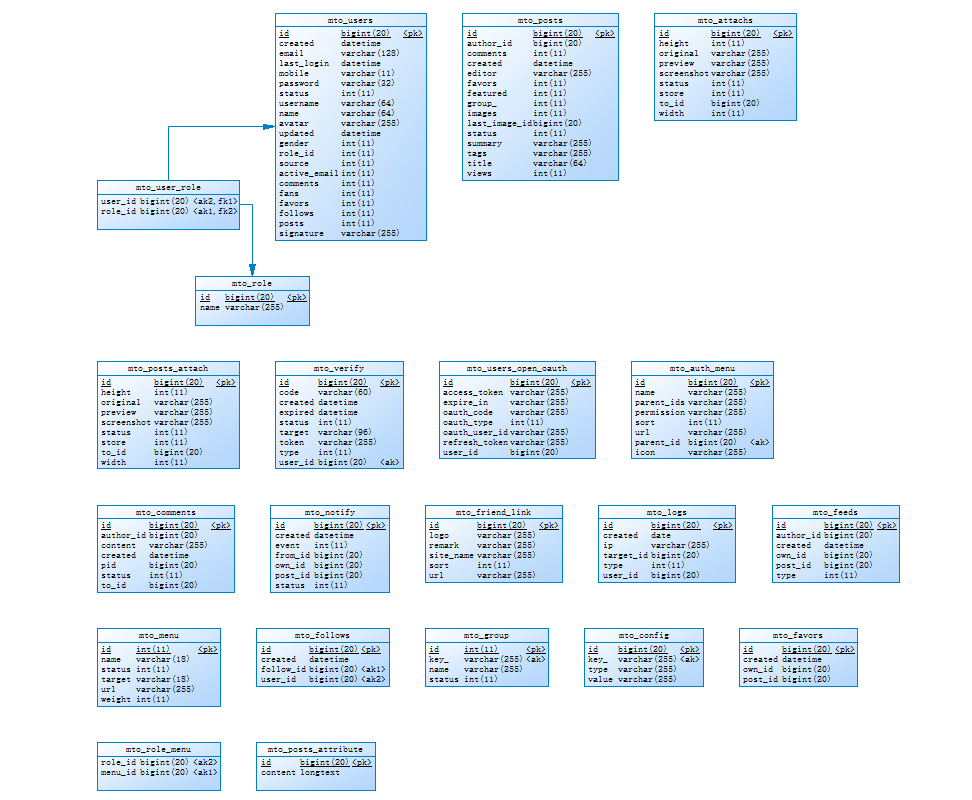 mto_users
id bigint(20) <pk>
created datetime
email varchar(128)
last_login datetime
mobile varchar(11)
password varchar(32)
status int(11)
username varchar(64)
name varchar(64)
avatar varchar(255)
updated datetime
gender int(11)
role_id int(11)
source int(11)
active_email int(11)
comments int(11)
fans int(11)
favors int(11)
follows int(11)
posts int(11)
signature varchar(255)
mto_posts
id bigint(20) <pk>
author_id bigint(20)
comments int(11)
created datetime
editor varchar(255)
favors int(11)
featured int(11)
group_ int(11)
images int(11)
last_image_id bigint(20)
status int(11)
summary varchar(255)
tags varchar(255)
title varchar(64)
views int(11)
mto_attachs
id bigint(20) <pk>
height int(11)
original varchar(255)
preview varchar(255)
screenshot varchar(255)
status int(11)
store int(11)
to_id bigint(20)
width int(11)
mto_user_role
user_id bigint(20) <ak2,fk1>
role_id bigint(20) <ak1,fk2>
mto_role
id bigint(20) <pk>
name varchar(255)
mto_posts_attach
id bigint(20) <pk>
height int(11)
original varchar(255)
preview varchar(255)
screenshot varchar(255)
status int(11)
store int(11)
to_id bigint(20)
width int(11)
mto_verify
id bigint(20) <pk>
code varchar(60)
created datetime
expired datetime
status int(11)
target varchar(96)
token varchar(255)
type int(11)
user_id bigint(20) <ak>
mto_users_open_oauth
id bigint(20) <pk>
access_token varchar(255)
expire_in varchar(255)
oauth_code varchar(255)
oauth_type int(11)
oauth_user_id varchar(255)
refresh_token varchar(255)
user_id bigint(20)
mto_auth_menu
id bigint(20) <pk>
name varchar(255)
parent_ids varchar(255)
permission varchar(255)
sort int(11)
url varchar(255)
parent_id bigint(20) <ak>
icon varchar(255)
mto_comments
id bigint(20) <pk>
author_id bigint(20)
content varchar(255)
created datetime
pid bigint(20)
status int(11)
to_id bigint(20)
mto_notify
id bigint(20) <pk>
created datetime
event int(11)
from_id bigint(20)
own_id bigint(20)
post_id bigint(20)
status int(11)
mto_friend_link
id bigint(20) <pk>
logo varchar(255)
remark varchar(255)
site_name varchar(255)
sort int(11)
url varchar(255)
mto_logs
id bigint(20) <pk>
created date
ip varchar(255)
target_id bigint(20)
type int(11)
user_id bigint(20)
mto_feeds
id bigint(20) <pk>
author_id bigint(20)
created datetime
own_id bigint(20)
post_id bigint(20)
type int(11)
mto_menu
id int(11) <pk>
name varchar(18)
status int(11)
target varchar(18)
url varchar(255)
weight int(11)
mto_follows
id bigint(20) <pk>
created datetime
follow_id bigint(20) <ak1>
user_id bigint(20) <ak2>
mto_group
id int(11) <pk>
key_ varchar(255) <ak>
name varchar(255)
status int(11)
mto_config
id bigint(20) <pk>
key_ varchar(255) <ak>
type varchar(255)
value varchar(255)
mto_favors
id bigint(20) <pk>
created datetime
own_id bigint(20)
post_id bigint(20)
mto_role_menu
role_id bigint(20) <ak2>
menu_id bigint(20) <ak1>
mto_posts_attribute
id bigint(20) <pk>
content longtext